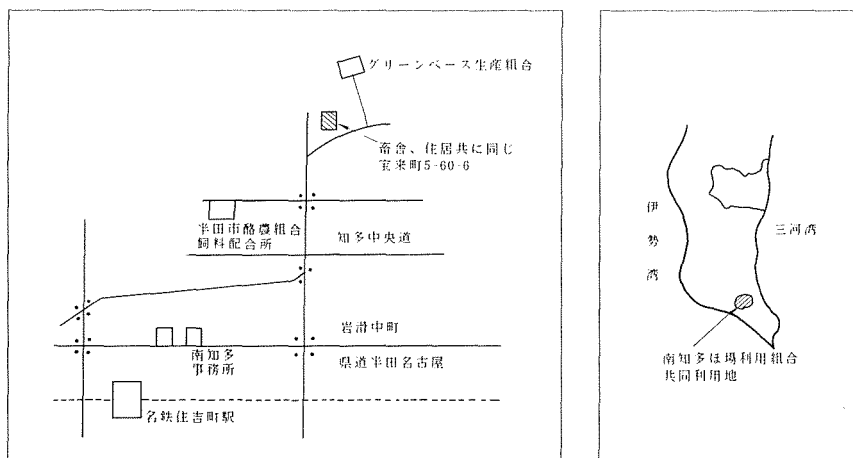 グリーンベース生産組合
畜舎、住居共に同じ
宝来町5-60-6
半田市酪農組合
飼料配合所
知多中央道
岩滑中町
南知多
事務所
県道半田名古屋
名鉄住吉町駅
伊勢湾
三河湾
南知多ほ場利用組合
共同利用地